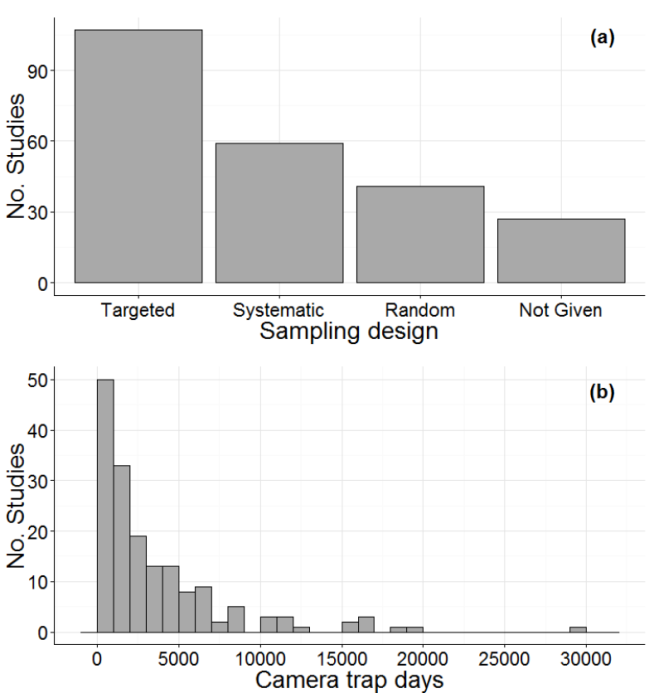 (a)
No. Studies
90
60
30
0
Targeted Systematic Random Not Given
Sampling design
(b)
No. Studies
50
40
30
20
10
0
0 5000 10000 15000 20000 25000 30000
Camera trap days